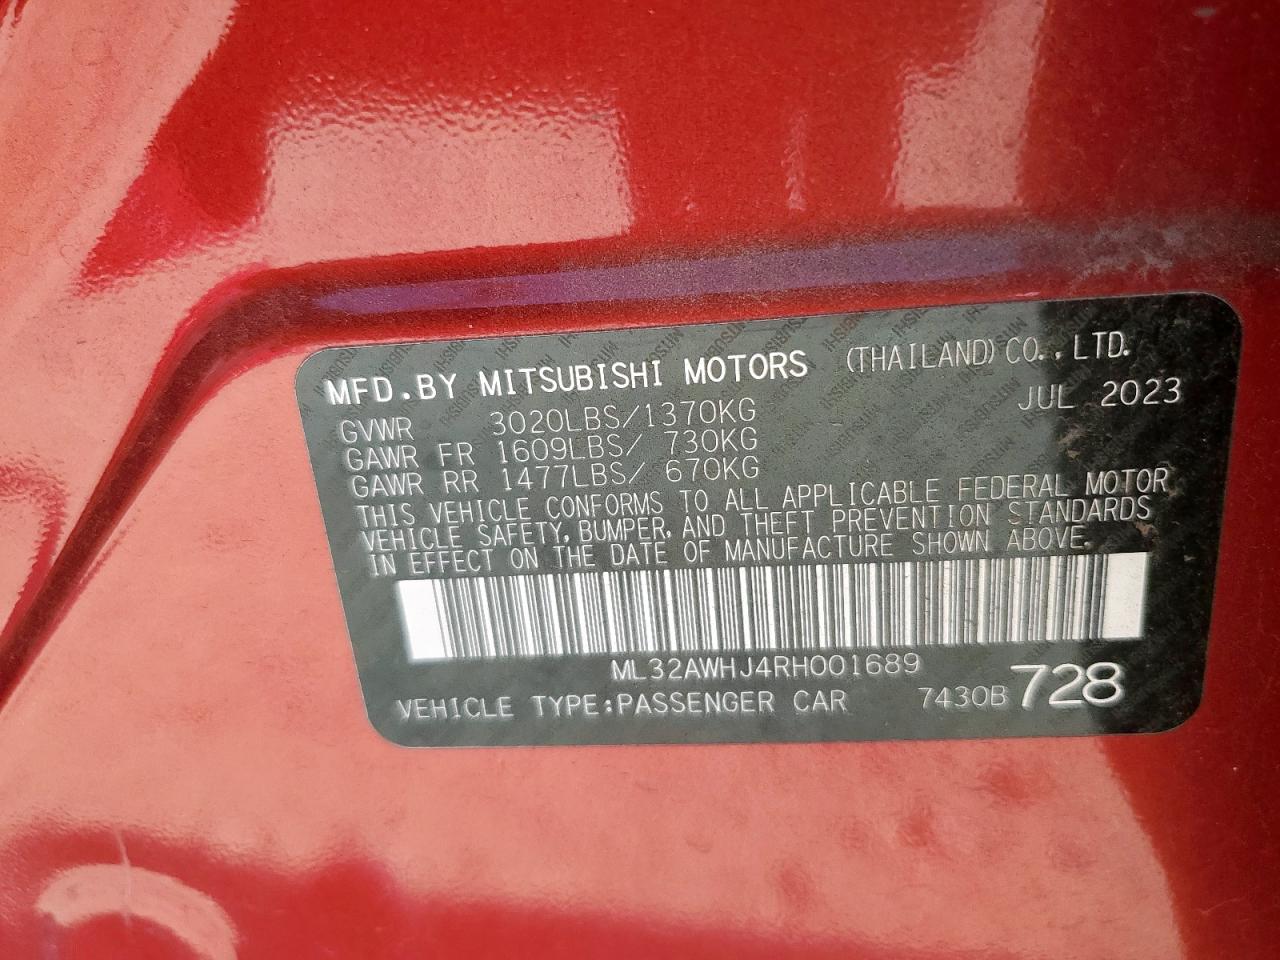 MFD.BY MITSUBISHI MOTORS (THAILAND) CO.,LTD.
JUL 2023
GVWR 3020LBS/1370KG
GAWR FR 1609LBS/ 730KG
GAWR RR 1477LBS/ 670KG
THIS VEHICLE CONFORMS TO ALL APPLICABLE FEDERAL MOTOR
VEHICLE SAFETY, BUMPER, AND THEFT PREVENTION STANDARDS
IN EFFECT ON THE DATE OF MANUFACTURE SHOWN ABOVE.
ML32AWHJ4RH001689
VEHICLE TYPE:PASSENGER CAR 7430B 728